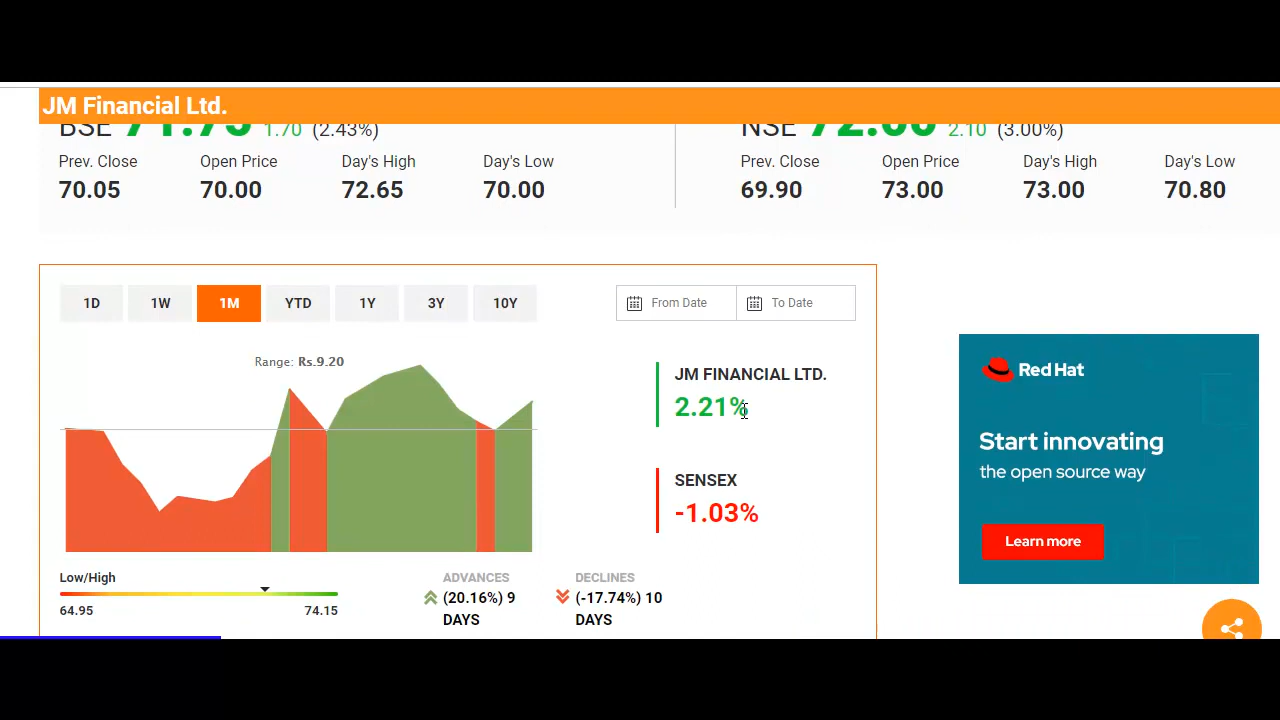 JM Financial Ltd.
BSE 71.75 1.70 (2.43%)
NSE 72.00 2.10 (3.00%)
Prev. Close Open Price Day's High Day's Low
70.05 70.00 72.65 70.00
Prev. Close Open Price Day's High Day's Low
69.90 73.00 73.00 70.80
1D 1W 1M YTD 1Y 3Y 10Y
From Date To Date
Range: Rs.9.20
JM FINANCIAL LTD.
2.21%
SENSEX
-1.03%
Low/High
64.95 74.15
ADVANCES
(20.16%) 9
DAYS
DECLINES
(-17.74%) 10
DAYS
Red Hat
Start innovating
the open source way
Learn more